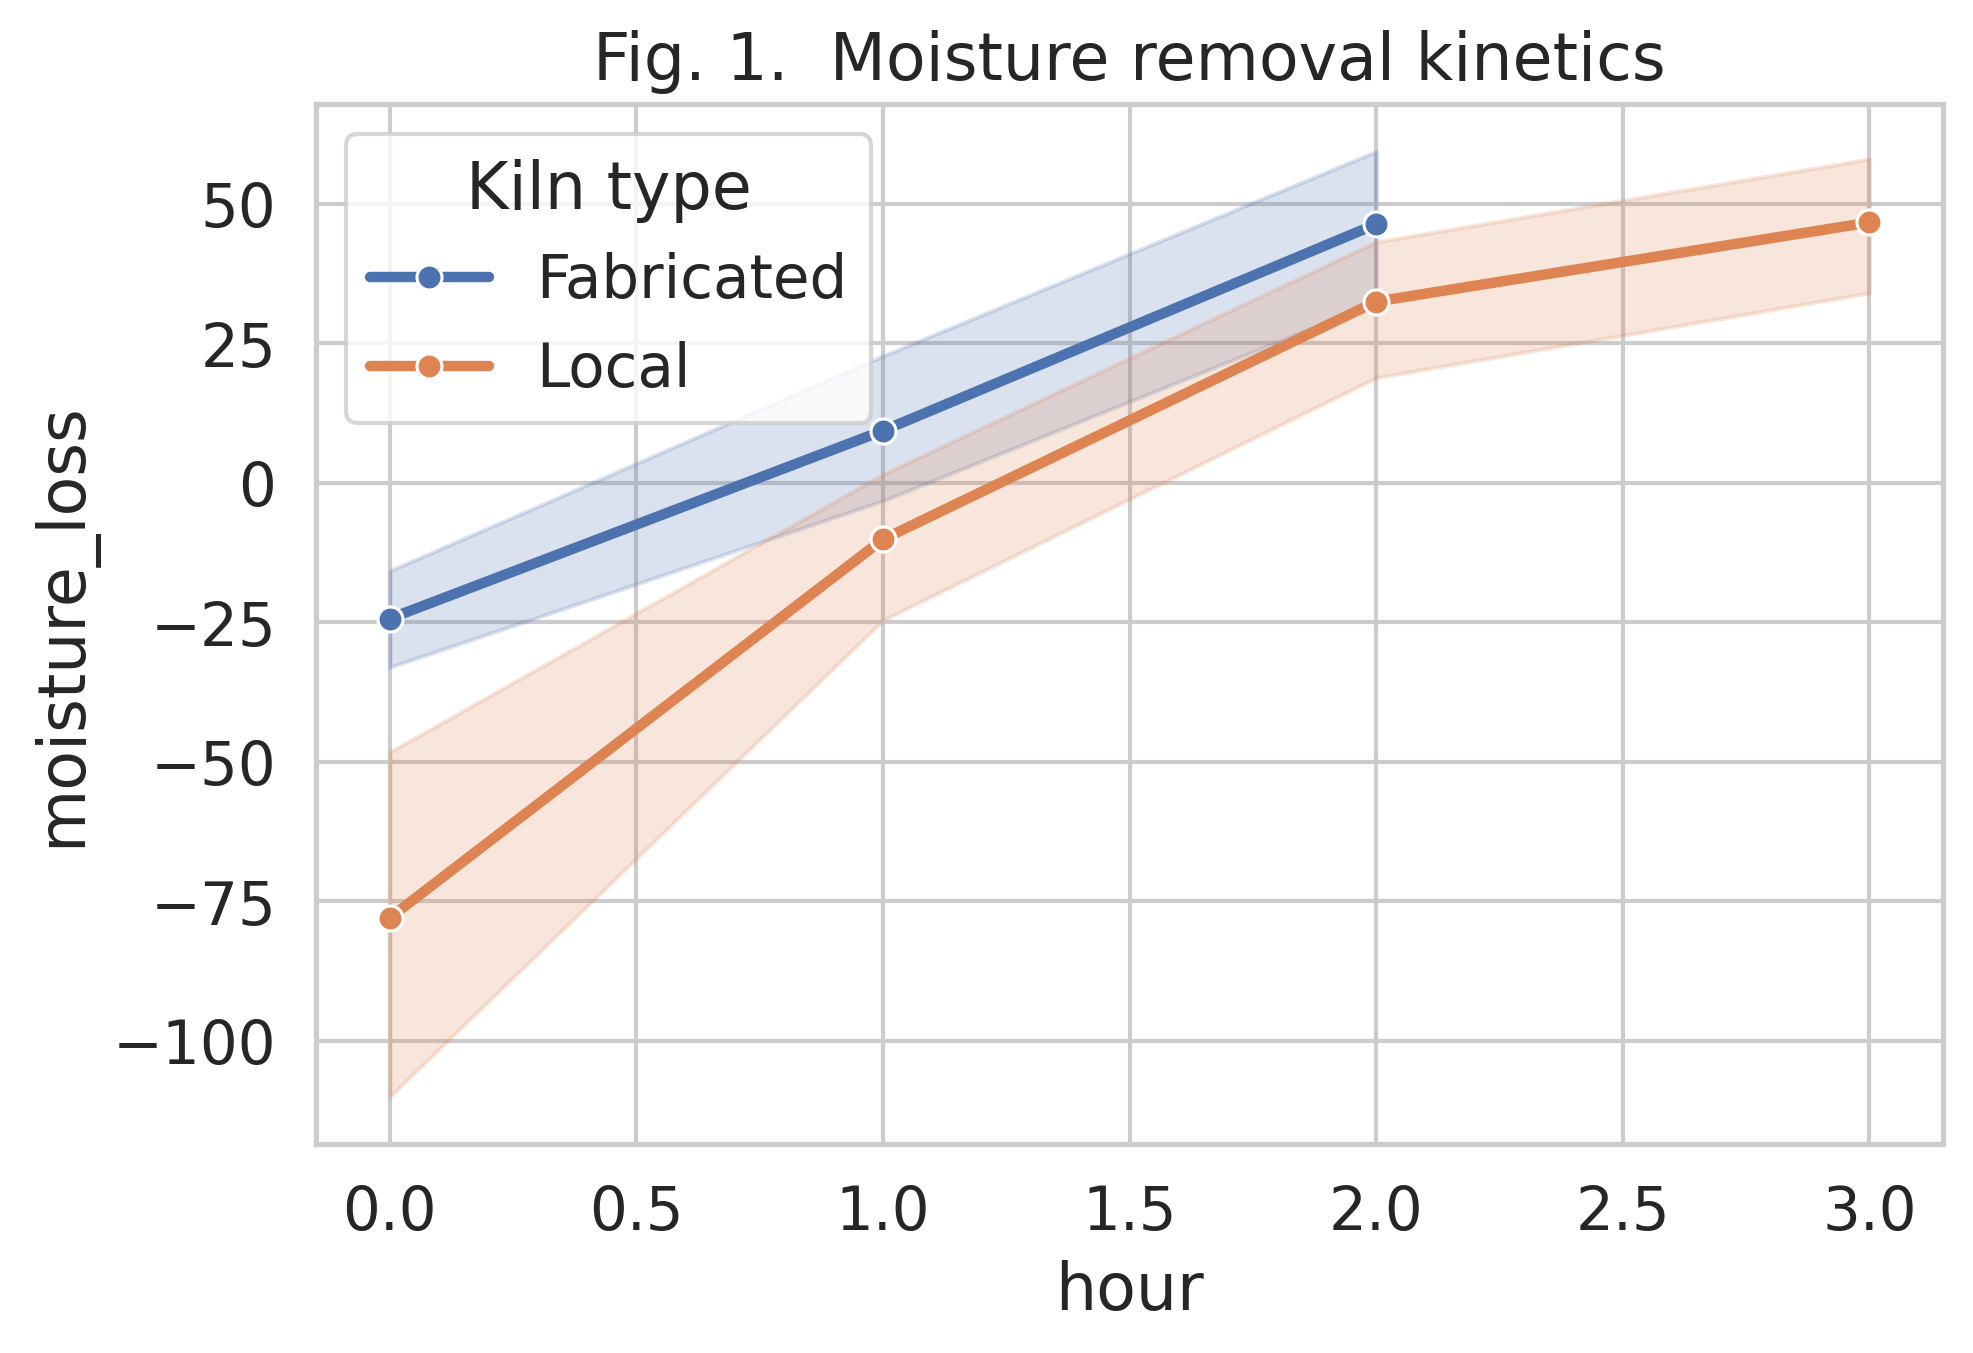 Fig. 1.  Moisture removal kinetics
Kiln type
Fabricated
Local
moisture_loss
50
25
0
−25
−50
−75
−100
0.0 0.5 1.0 1.5 2.0 2.5 3.0
hour